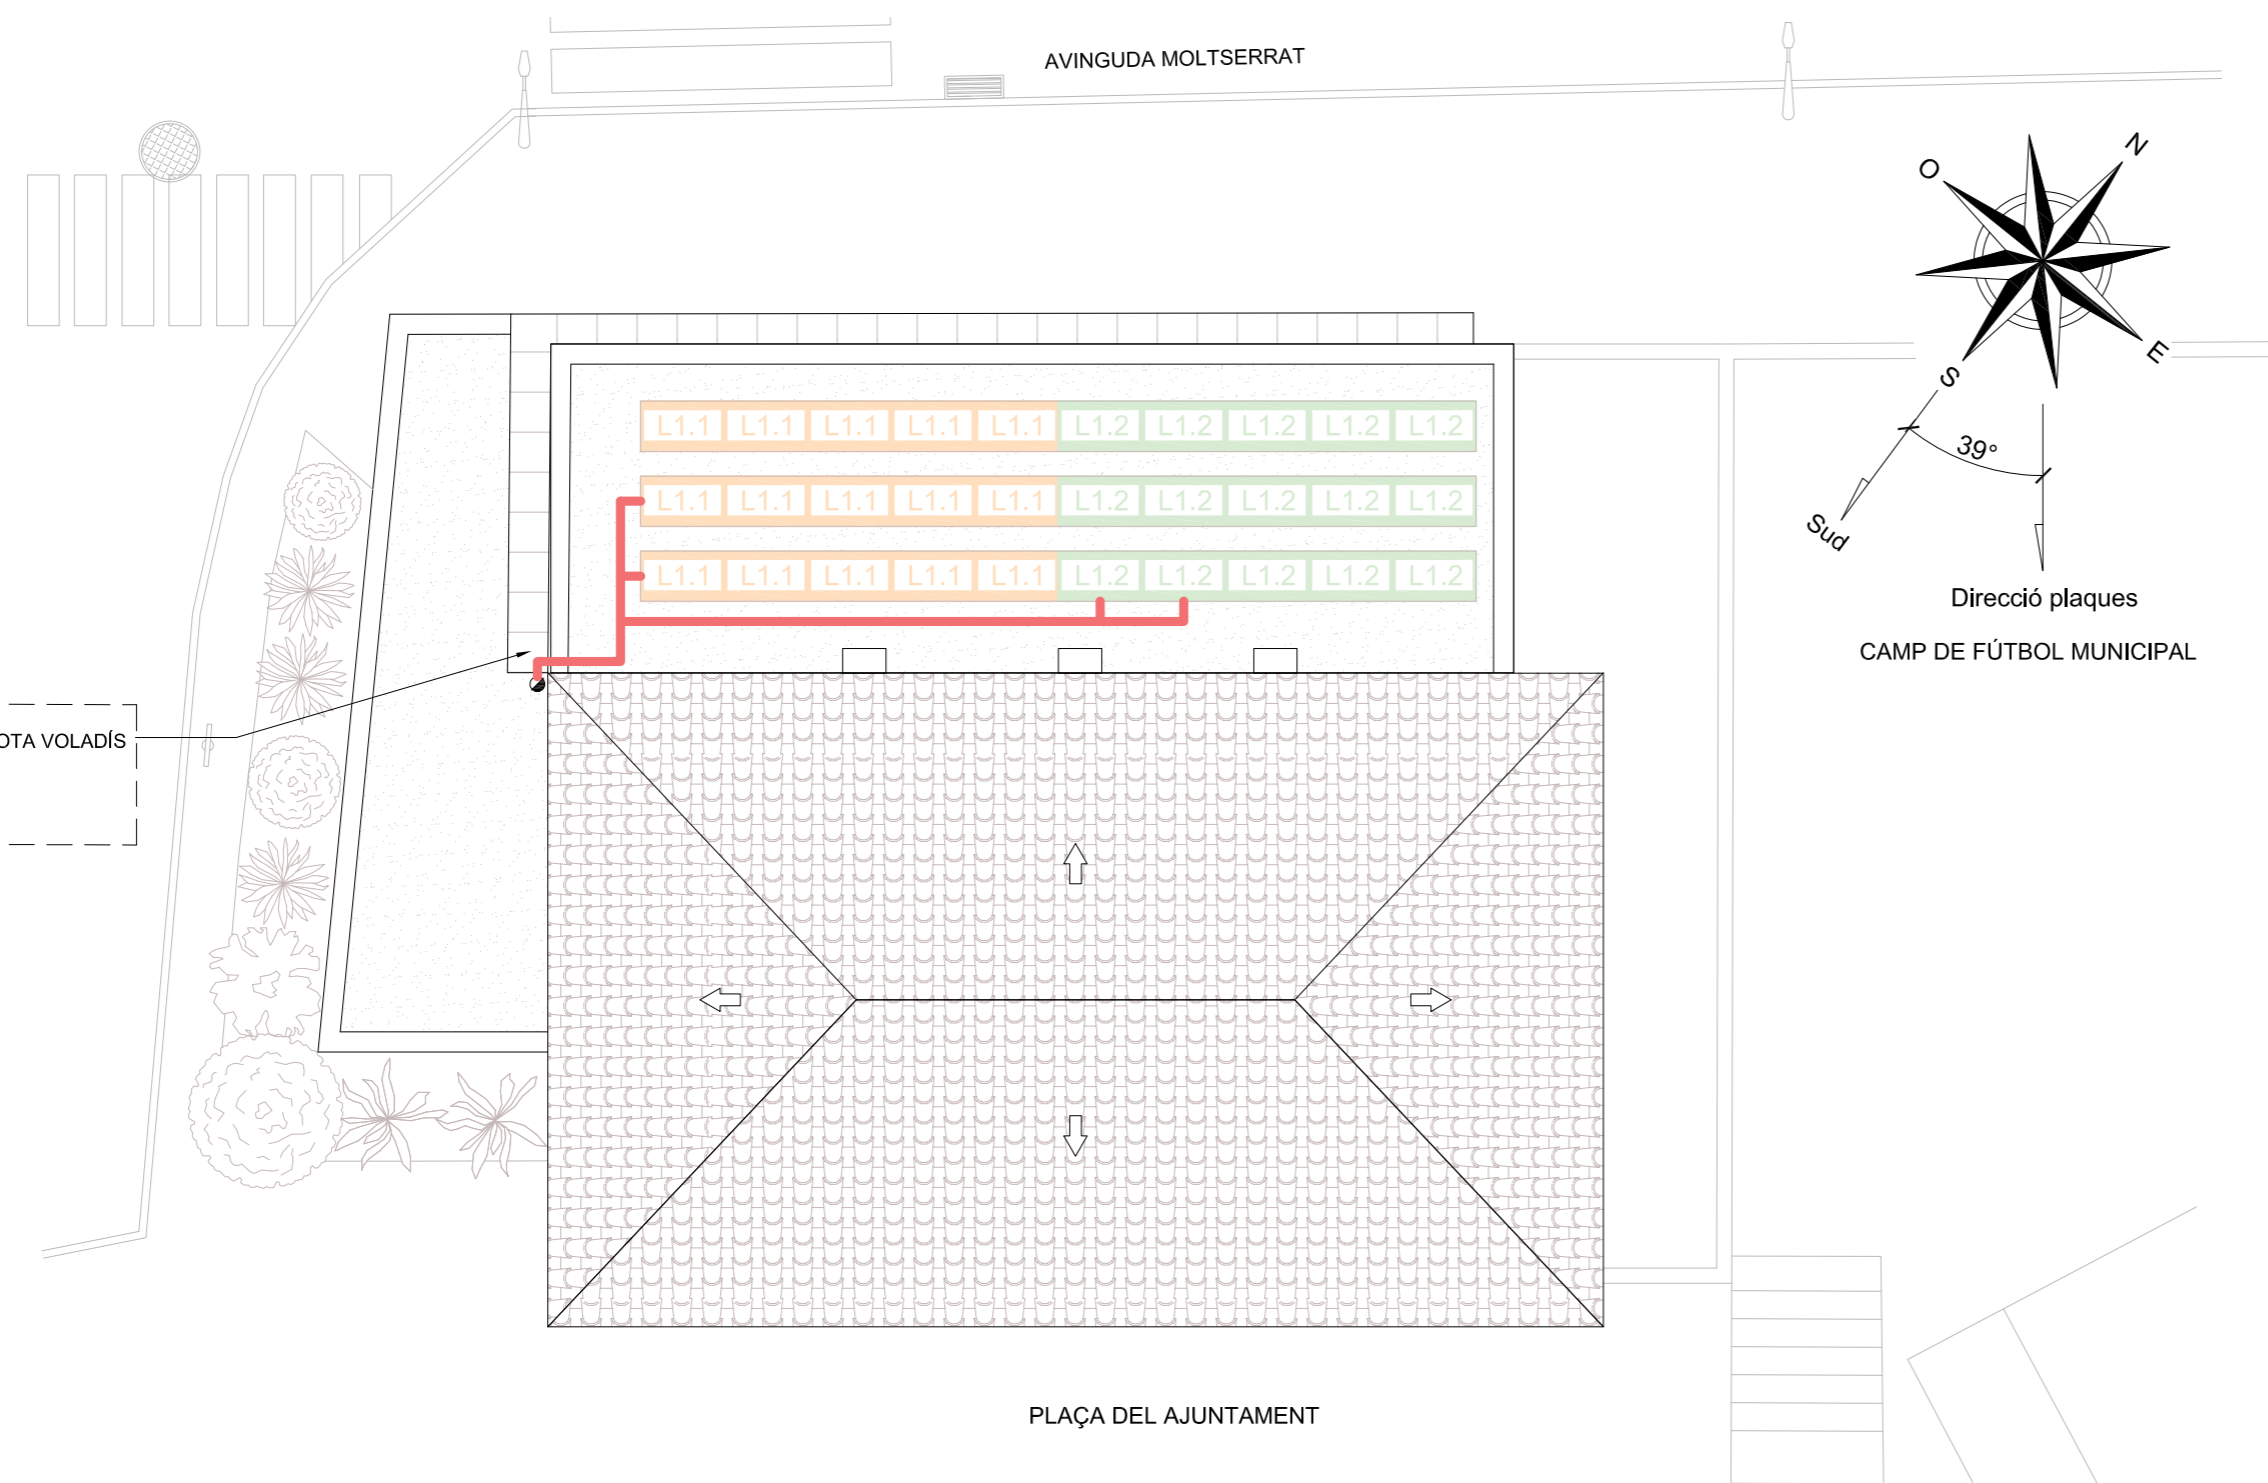 AVINGUDA MOLTSERRAT
N
O
E
S
39°
Sud
Direcció plaques
CAMP DE FÚTBOL MUNICIPAL
L1.1 L1.1 L1.1 L1.1 L1.1 L1.2 L1.2 L1.2 L1.2 L1.2
L1.1 L1.1 L1.1 L1.1 L1.1 L1.2 L1.2 L1.2 L1.2 L1.2
L1.1 L1.1 L1.1 L1.1 L1.1 L1.2 L1.2 L1.2 L1.2 L1.2
VOLADÍS
PLAÇA DEL AJUNTAMENT